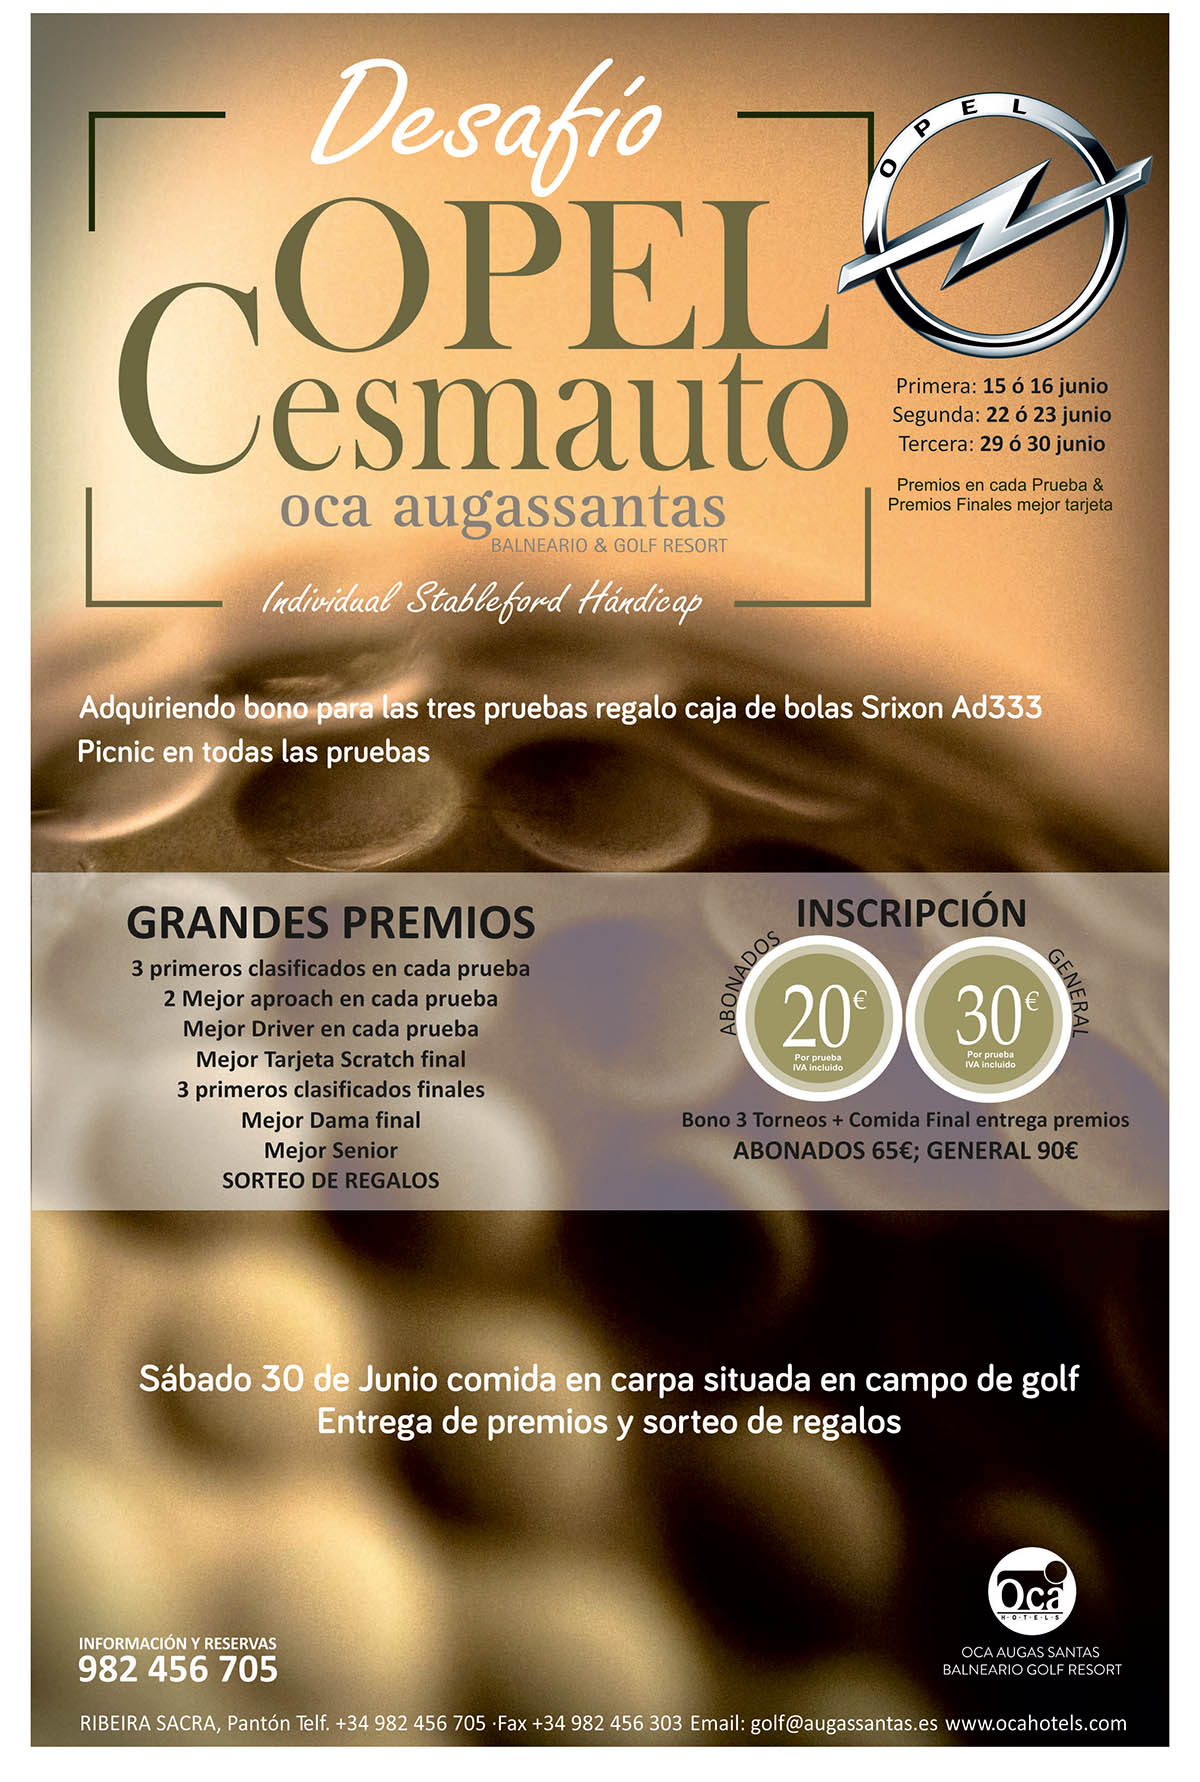 Desafío
OPEL
OPEL
Cesmauto
oca augassantas
BALNEARIO & GOLF RESORT
Individual Stableford Hándicap
Primera: 15 ó 16 junio
Segunda: 22 ó 23 junio
Tercera: 29 ó 30 junio
Premios en cada Prueba &
Premios Finales mejor tarjeta
Adquiriendo bono para las tres pruebas regalo caja de bolas Srixon Ad333
Picnic en todas las pruebas
GRANDES PREMIOS
3 primeros clasificados en cada prueba
2 Mejor aproach en cada prueba
Mejor Driver en cada prueba
Mejor Tarjeta Scratch final
3 primeros clasificados finales
Mejor Dama final
Mejor Senior
SORTEO DE REGALOS
INSCRIPCIÓN
ABONADOS
20€
Por prueba
IVA incluido
GENERAL
30€
Por prueba
IVA incluido
Bono 3 Torneos + Comida Final entrega premios
ABONADOS 65€; GENERAL 90€
Sábado 30 de Junio comida en carpa situada en campo de golf
Entrega de premios y sorteo de regalos
Oca
HOTELS
OCA AUGAS SANTAS
BALNEARIO GOLF RESORT
INFORMACIÓN Y RESERVAS
982 456 705
RIBEIRA SACRA, Pantón Telf. +34 982 456 705 ·Fax +34 982 456 303 Email: golf@augassantas.es www.ocahotels.com